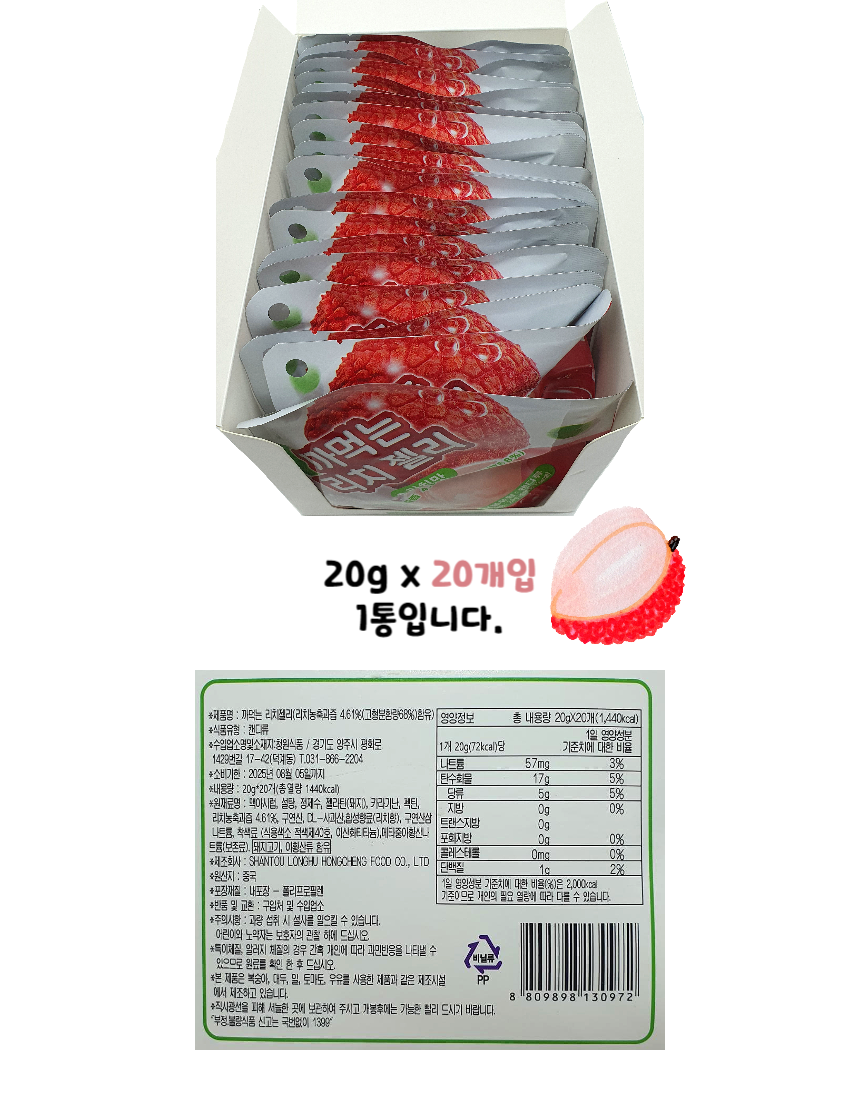 까먹는
리치 젤리
20g x 20개입
1통입니다.
*제품명 : 까먹는 리치젤리(리치농축과즙 4.61%(고형분함량68%)함유)
*식품유형 : 캔디류
*수입업소명및소재지:청원식품 / 경기도 양주시 평화로
1429번길 17-42(덕계동) T.031-866-2204
*소비기한 : 2025년 08월 05일까지
*내용량 : 20g*20개(총열량 1440kcal)
*원재료명 : 맥아시럽, 설탕, 정제수, 젤라틴(돼지), 카라기난, 펙틴,
리치농축과즙 4.61%, 구연산, DL-사과산,합성향료(리치향), 구연산삼
나트륨, 착색료 (식용색소 적색제40호, 이산화티타늄),메타중아황산나
트륨(보존료). 돼지고기, 이황산류 함유
*제조회사 : SHANTOU LONGHU HONGCHENG FOOD CO., LTD
*원산지 : 중국
*포장재질 : 내포장 - 폴리프로필렌
*반품 및 교환 : 구입처 및 수입업소
*주의사항 : 과량 섭취 시 설사를 일으킬 수 있습니다.
어린이와 노약자는 보호자의 관찰 하에 드십시오.
*특이체질, 알러지 체질의 경우 간혹 개인에 따라 과민반응을 나타낼 수
있으므로 원료를 확인 한 후 드십시오.
*본 제품은 복숭아, 대두, 밀, 토마토, 우유를 사용한 제품과 같은 제조시설
에서 제조하고 있습니다.
*직사광선을 피해 서늘한 곳에 보관하여 주시고 개봉후에는 가능한 빨리 드시기 바랍니다.
"부정,불량식품 신고는 국번없이 1399"
영양정보 총 내용량 20gX20개(1,440kcal)
1개 20g(72kcal)당 1일 영양성분 기준치에 대한 비율
나트륨 57mg 3%
탄수화물 17g 5%
당류 5g 5%
지방 0g 0%
트랜스지방 0g
포화지방 0g 0%
콜레스테롤 0mg 0%
단백질 1g 2%
1일 영양성분 기준치에 대한 비율(%)은 2,000kcal
기준이므로 개인의 필요 열량에 따라 다를 수 있습니다.
비닐류
PP
8 809898 130972